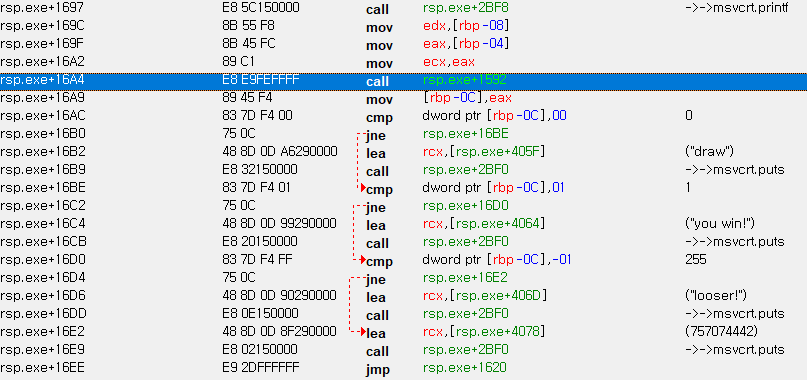 rsp.exe+1697 E8 5C150000 call rsp.exe+2BF8 ->->msvcrt.printf
rsp.exe+169C 8B 55 F8 mov edx,[rbp-08]
rsp.exe+169F 8B 45 FC mov eax,[rbp-04]
rsp.exe+16A2 89 C1 mov ecx,eax
rsp.exe+16A4 E8 E9FEFFFF call rsp.exe+1592
rsp.exe+16A9 89 45 F4 mov [rbp-0C],eax
rsp.exe+16AC 83 7D F4 00 cmp dword ptr [rbp-0C],00 0
rsp.exe+16B0 75 0C jne rsp.exe+16BE
rsp.exe+16B2 48 8D 0D A6290000 lea rcx,[rsp.exe+405F] ("draw")
rsp.exe+16B9 E8 32150000 call rsp.exe+2BF0 ->->msvcrt.puts
rsp.exe+16BE 83 7D F4 01 cmp dword ptr [rbp-0C],01 1
rsp.exe+16C2 75 0C jne rsp.exe+16D0
rsp.exe+16C4 48 8D 0D 99290000 lea rcx,[rsp.exe+4064] ("you win!")
rsp.exe+16CB E8 20150000 call rsp.exe+2BF0 ->->msvcrt.puts
rsp.exe+16D0 83 7D F4 FF cmp dword ptr [rbp-0C],-01 255
rsp.exe+16D4 75 0C jne rsp.exe+16E2
rsp.exe+16D6 48 8D 0D 90290000 lea rcx,[rsp.exe+406D] ("looser!")
rsp.exe+16DD E8 0E150000 call rsp.exe+2BF0 ->->msvcrt.puts
rsp.exe+16E2 48 8D 0D 8F290000 lea rcx,[rsp.exe+4078] (757074442)
rsp.exe+16E9 E8 02150000 call rsp.exe+2BF0 ->->msvcrt.puts
rsp.exe+16EE E9 2DFFFFFF jmp rsp.exe+1620